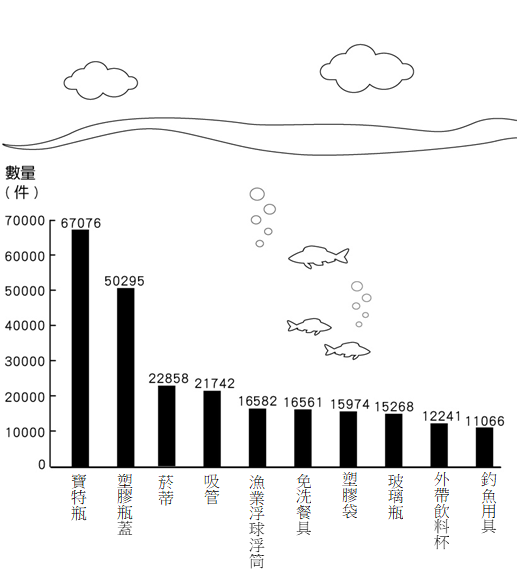 數量
（件）
70000
60000
50000
40000
30000
20000
10000
0
67076
50295
22858
21742
16582
16561
15974
15268
12241
11066
寶特瓶
塑膠瓶蓋
菸蒂
吸管
漁業浮球浮筒
免洗餐具
塑膠袋
玻璃瓶
外帶飲料杯
釣魚用具